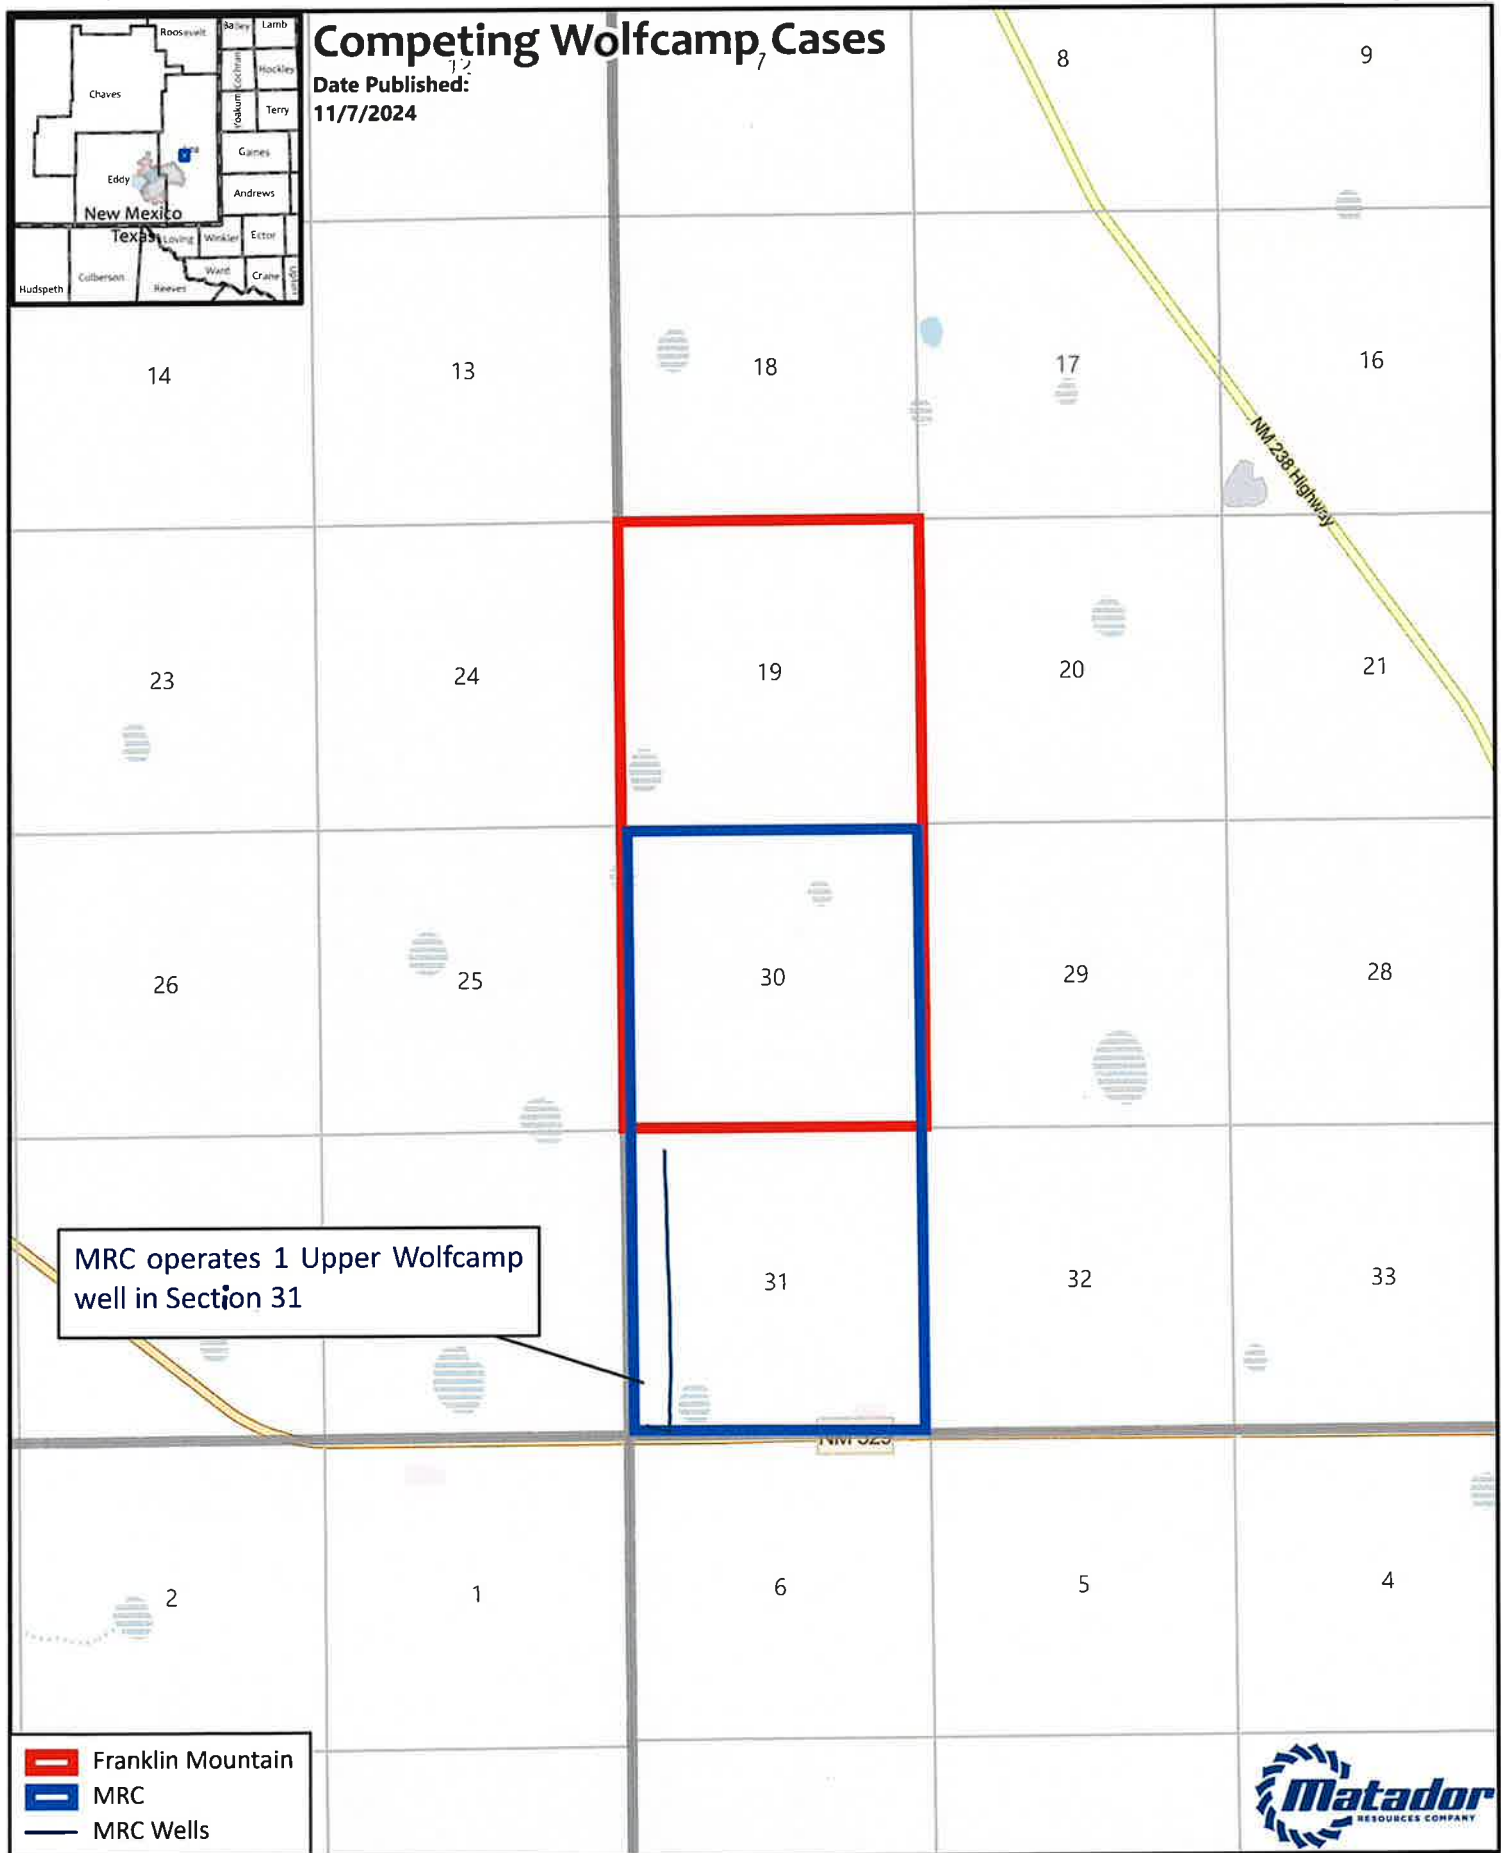 Competing Wolfcamp Cases
Date Published:
11/7/2024
Roosevelt
Bailey
Lamb
Cochran
Hockley
Chaves
Yoakum
Terry
Lea
Gaines
Eddy
Andrews
New Mexico
Texas
Loving
Winkler
Ector
Culberson
Ward
Crane
Upton
Hudspeth
Reeves
12
7
8
9
14
13
18
17
16
NM 238 Highway
23
24
19
20
21
26
25
30
29
28
MRC operates 1 Upper Wolfcamp
well in Section 31
31
32
33
2
1
6
5
4
Franklin Mountain
MRC
MRC Wells
Matador
RESOURCES COMPANY